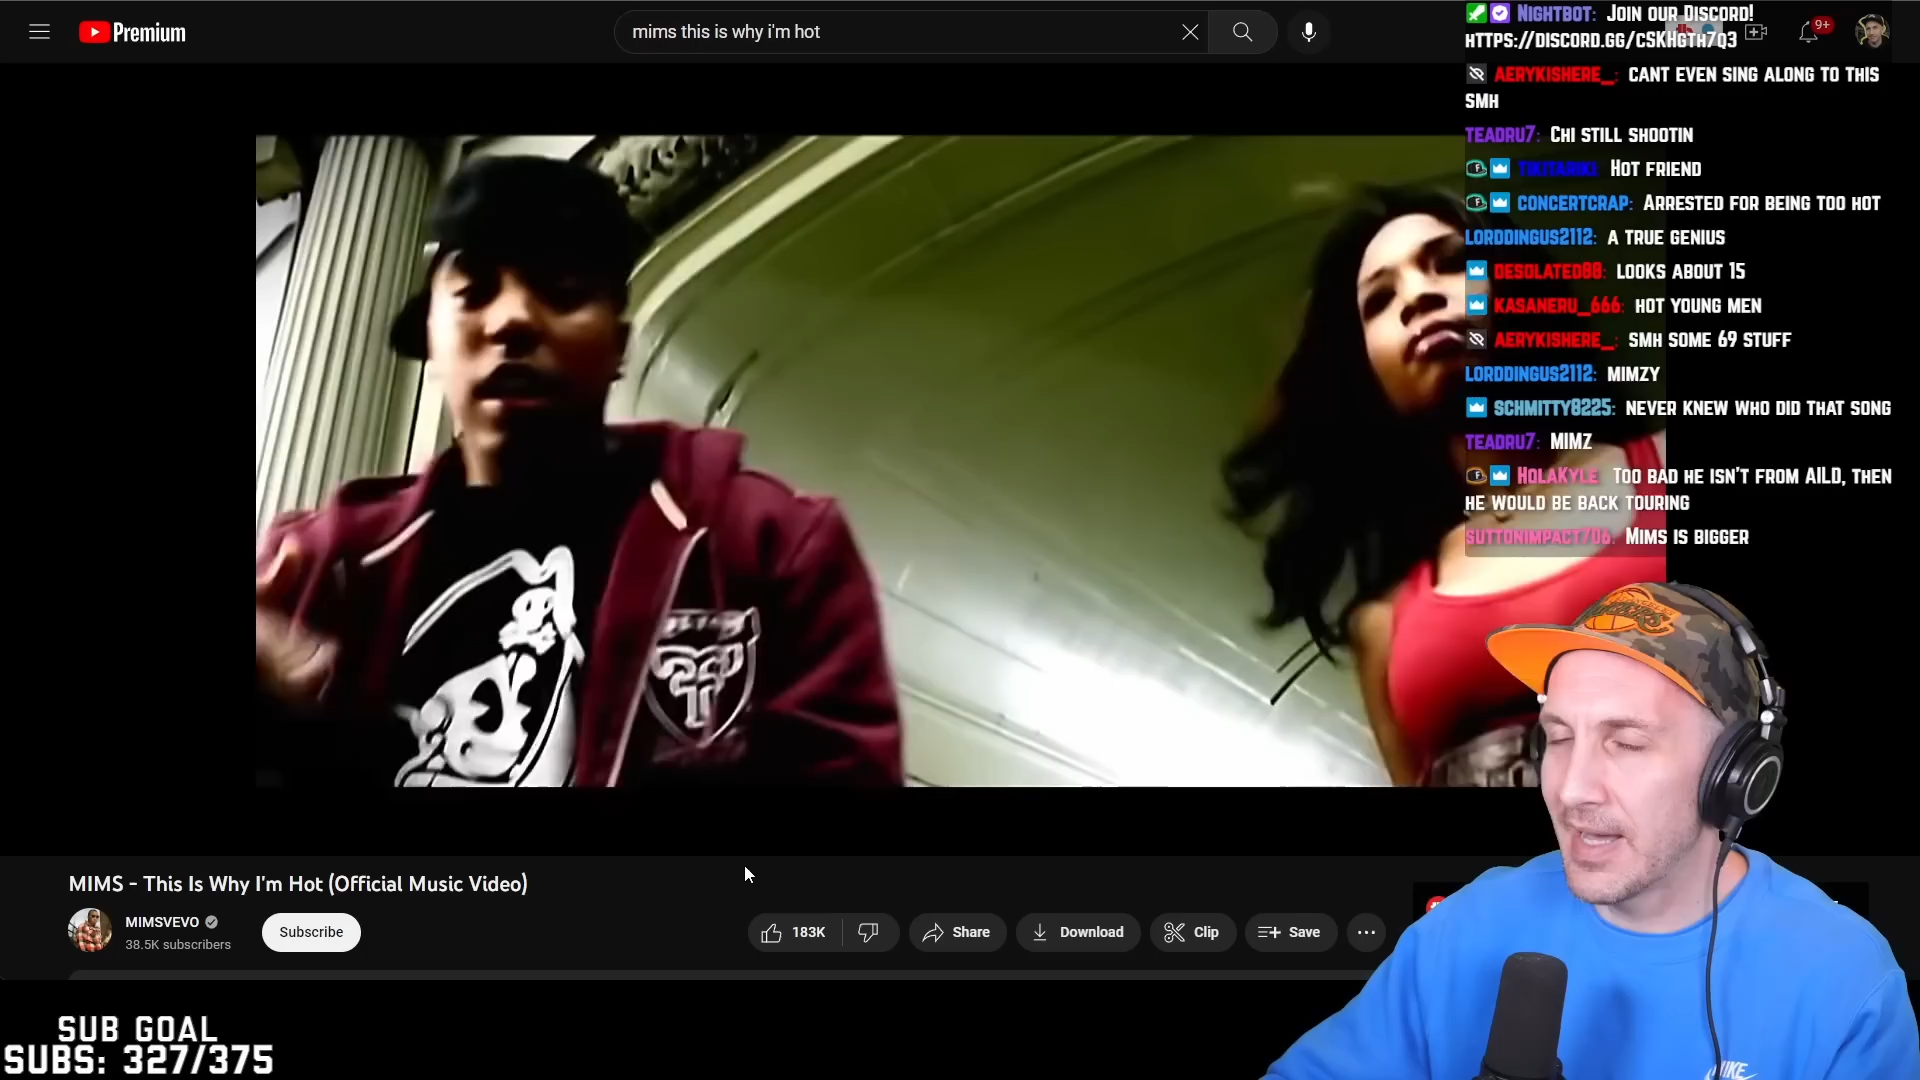 Premium
mims this is why i'm hot
9+
NIGHTBOT: JOIN OUR DISCORD!
HTTPS://DISCORD.GG/CSKHGTH7Q3
AERYKISHERE_: CANT EVEN SING ALONG TO THIS
SMH
TEADRU7: CHI STILL SHOOTIN
TIKITARIKI: HOT FRIEND
CONCERTCRAP: ARRESTED FOR BEING TOO HOT
LORDDINGUS2112: A TRUE GENIUS
DESOLATED88: LOOKS ABOUT 15
KASANERU_666: HOT YOUNG MEN
AERYKISHERE_: SMH SOME 69 STUFF
LORDDINGUS2112: MIMZY
SCHMITTY8225: NEVER KNEW WHO DID THAT SONG
TEADRU7: MIMZ
HOLAKYLE: TOO BAD HE ISN'T FROM AILD, THEN
HE WOULD BE BACK TOURING
SUTTONIMPACT706: MIMS IS BIGGER
MIMS - This Is Why I'm Hot (Official Music Video)
MIMSVEVO
38.5K subscribers
Subscribe
183K
Share
Download
Clip
Save
SUB GOAL
SUBS: 327/375
NIKE